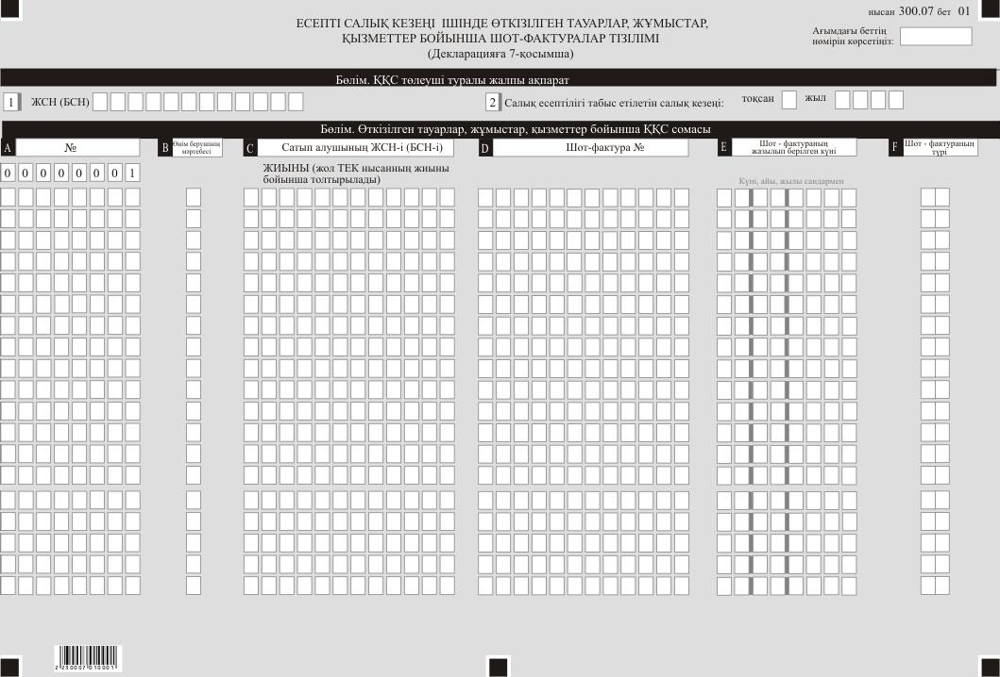 нысан 300.07 бет 01
ЕСЕПТІ САЛЫҚ КЕЗЕҢІ ІШІНДЕ ӨТКІЗІЛГЕН ТАУАРЛАР, ЖҰМЫСТАР,
ҚЫЗМЕТТЕР БОЙЫНША ШОТ-ФАКТУРАЛАР ТІЗІЛІМІ
(Декларацияға 7-қосымша)
Ағымдағы беттің
нөмірін көрсетіңіз:
Бөлім. ҚҚС төлеуші туралы жалпы ақпарат
1 ЖСН (БСН) 2 Салық есептілігі табыс етілетін салық кезеңі: тоқсан жыл
Бөлім. Өткізілген тауарлар, жұмыстар, қызметтер бойынша ҚҚС сомасы
A № B Өнім берушінің мәртебесі C Сатып алушының ЖСН-і (БСН-і) D Шот-фактура № E Шот - фактураның жазылып берілген күні F Шот - фактураның түрі
0 0 0 0 0 0 0 1 ЖИЫНЫ (жол ТЕК нысанның жиыны
бойынша толтырылады) Күні, айы, жылы сандармен
2 230007 010001